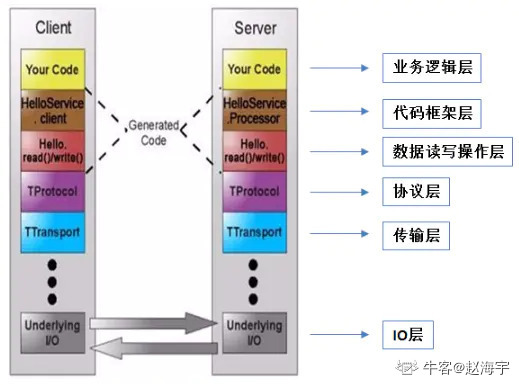 Client
Server
Your Code
Your Code
业务逻辑层
HelloService
. client
HelloService
.Processor
代码框架层
Generated
Code
Hello.
read()/write()
Hello.
read()/write()
数据读写操作层
TProtocol
TProtocol
协议层
TTransport
TTransport
传输层
Underlying
I/O
Underlying
I/O
IO层
牛客@赵海宇